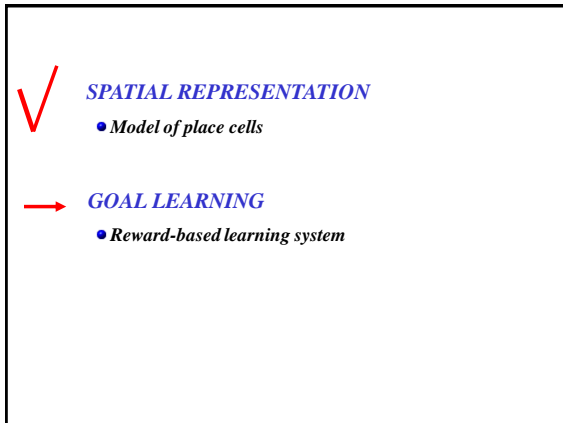 SPATIAL REPRESENTATION
Model of place cells
GOAL LEARNING
Reward-based learning system